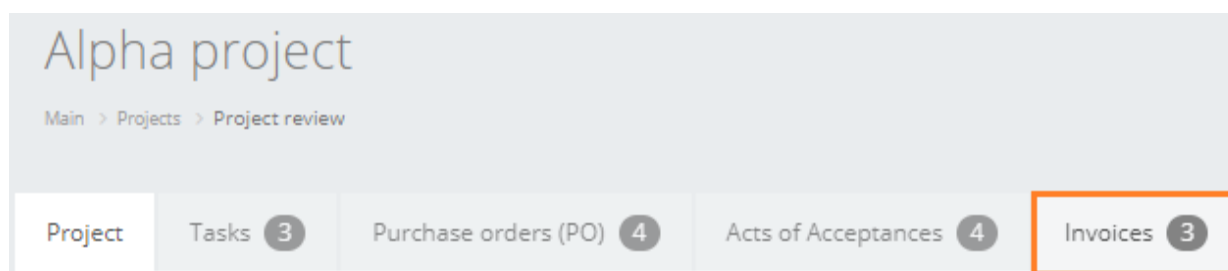 Alpha project
Main > Projects > Project review
Project Tasks 3 Purchase orders (PO) 4 Acts of Acceptances 4 Invoices 3